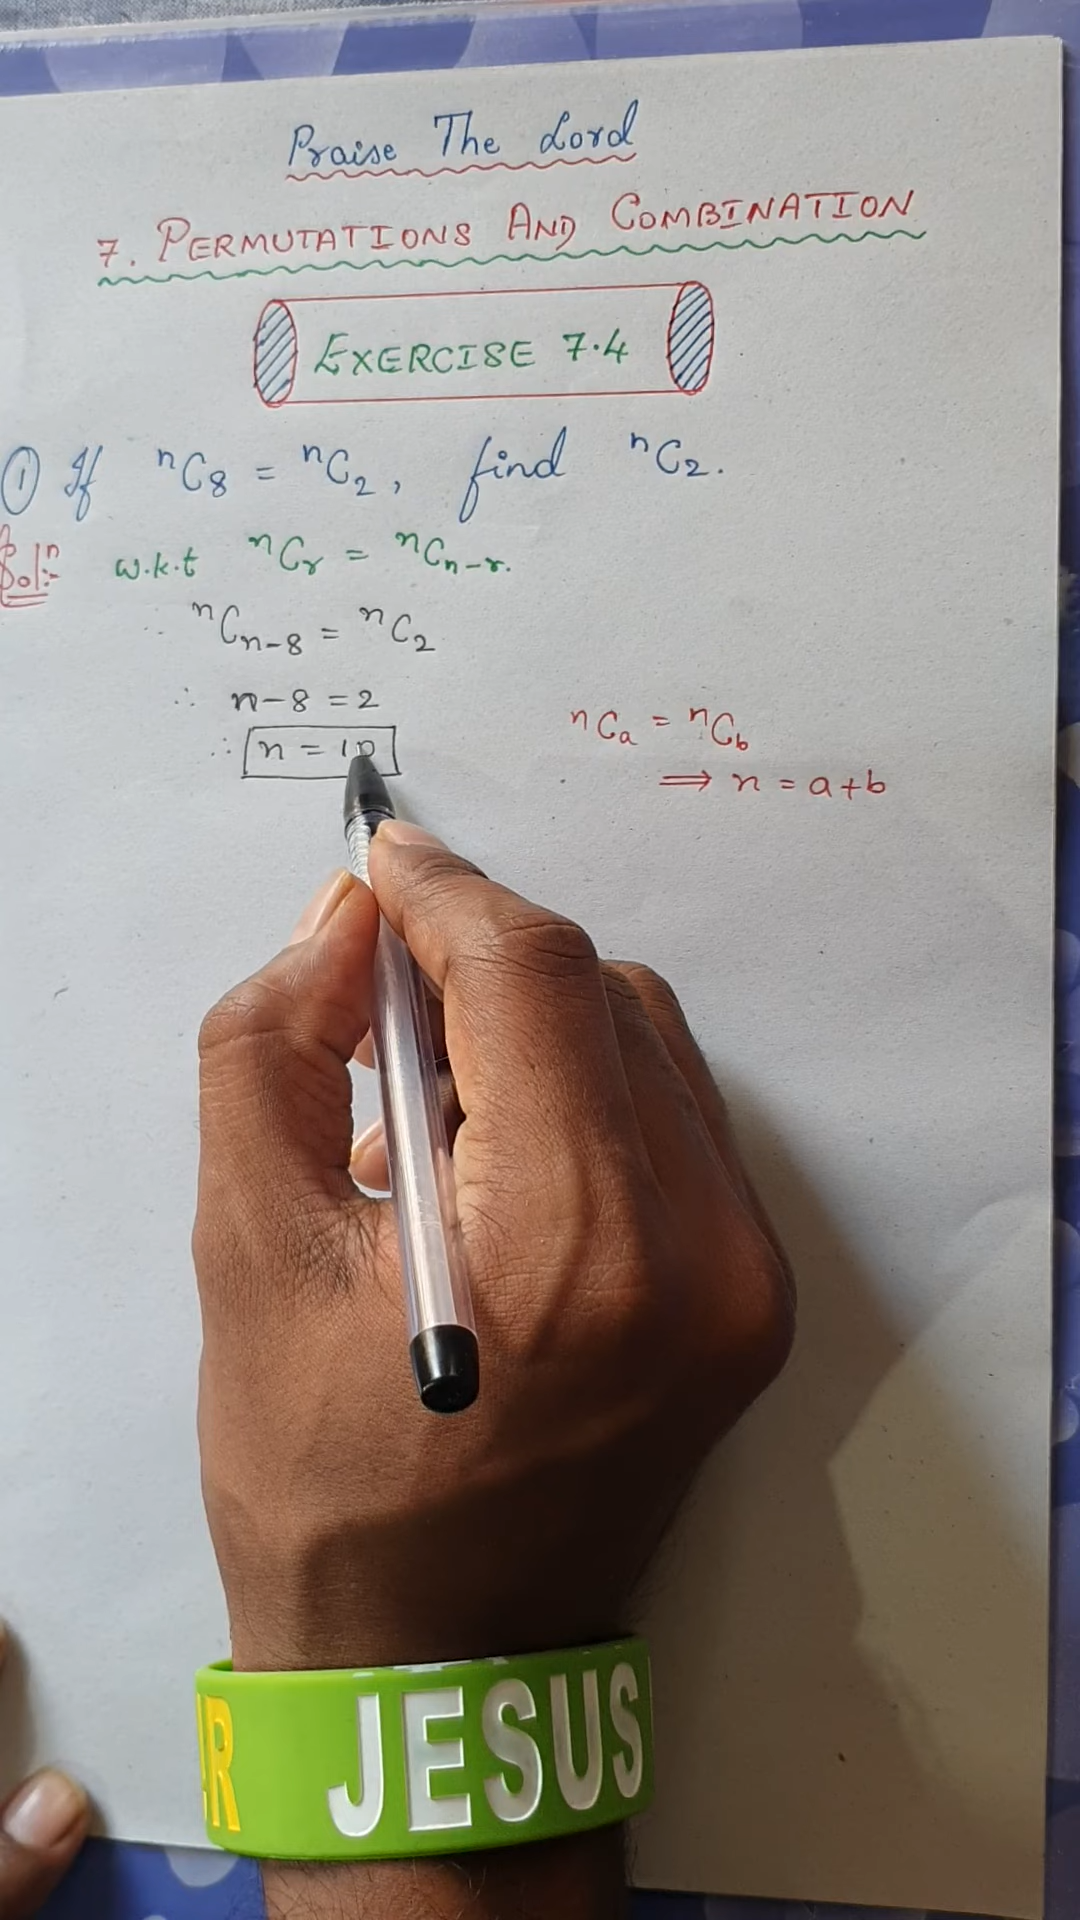 Praise The Lord
7. PERMUTATIONS AND COMBINATION
EXERCISE 7.4
① If ⁿC₈ = ⁿC₂, find ⁿC₂.
Solⁿ:- w.k.t ⁿCᵣ = ⁿCₙ₋ᵣ.
∴ ⁿCₙ₋₈ = ⁿC₂
∴ n-8 = 2
∴ n = 10
ⁿCₐ = ⁿC_b
⟹ n = a+b
JESUS